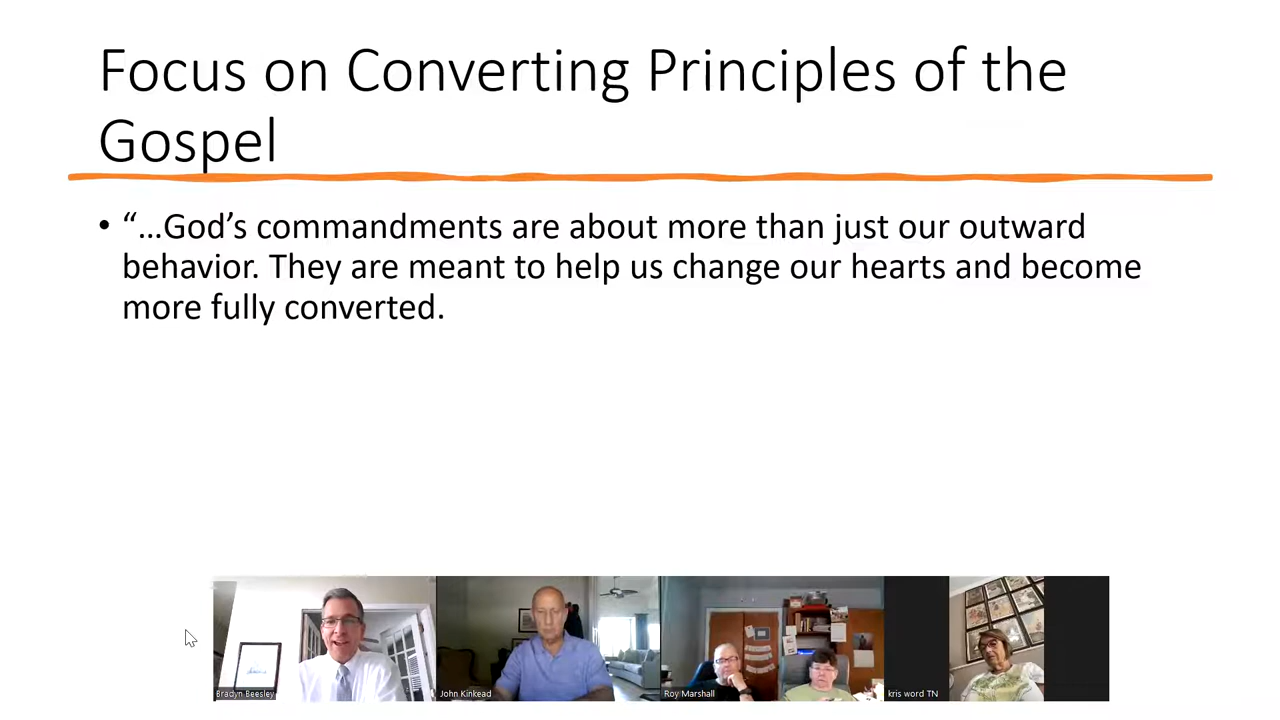 Focus on Converting Principles of the
Gospel
• “…God’s commandments are about more than just our outward
behavior. They are meant to help us change our hearts and become
more fully converted.
Bradyn Beesley
John Kinkead
Roy Marshall
kris word TN